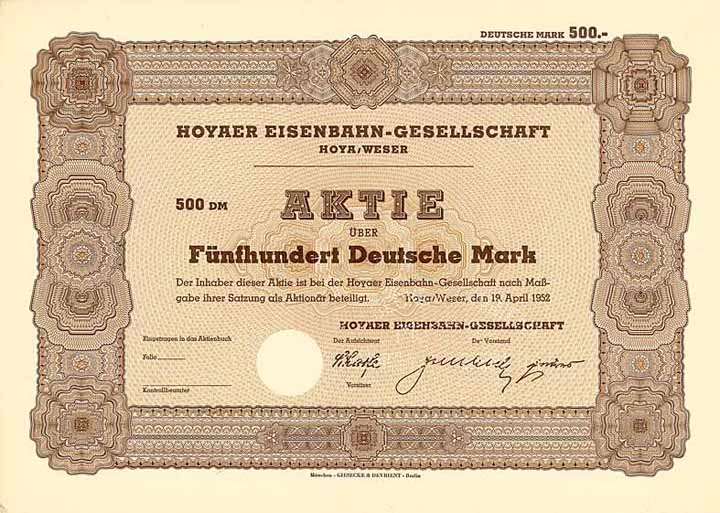 DEUTSCHE MARK 500.-
HOYAER EISENBAHN-GESELLSCHAFT
HOYA/WESER
500 DM
AKTIE
ÜBER
Fünfhundert Deutsche Mark
Der Inhaber dieser Aktie ist bei der Hoyaer Eisenbahn-Gesellschaft nach Maß-
gabe ihrer Satzung als Aktionär beteiligt. Hoya/Weser, den 19. April 1952
HOYAER EISENBAHN-GESELLSCHAFT
Eingetragen in das Aktienbuch
Der Aufsichtsrat
Der Vorstand
Folio
Vorsitzer
Kontrollbeamter
München - GIESECKE & DEVRIENT - Berlin